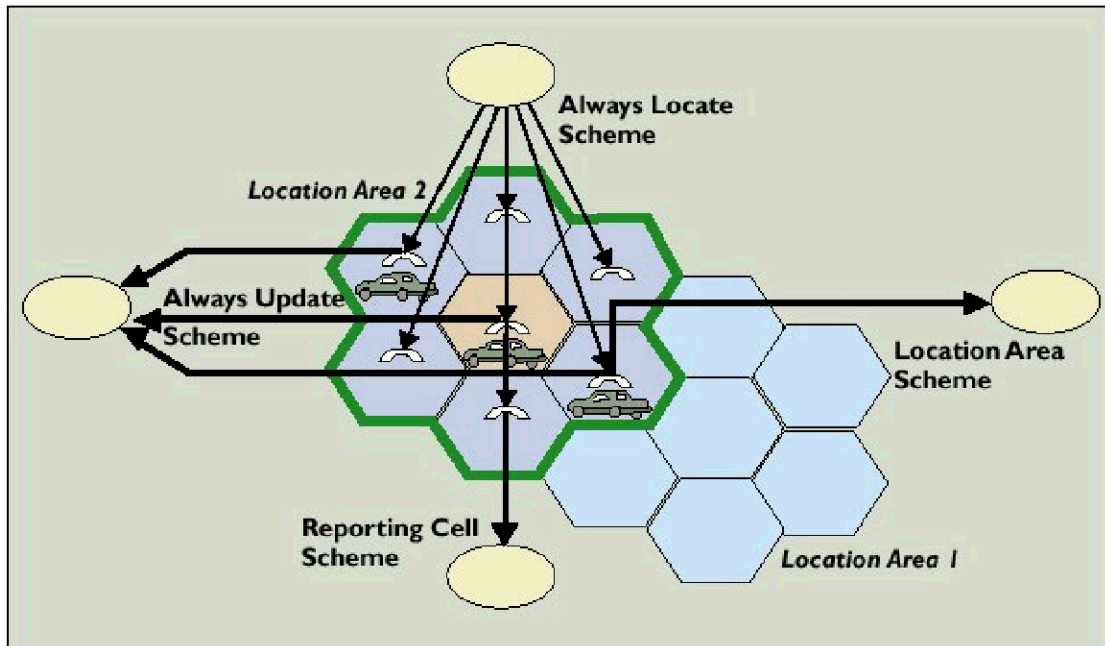 Always Locate
Scheme
Location Area 2
Always Update
Scheme
Location Area
Scheme
Reporting Cell
Scheme
Location Area 1